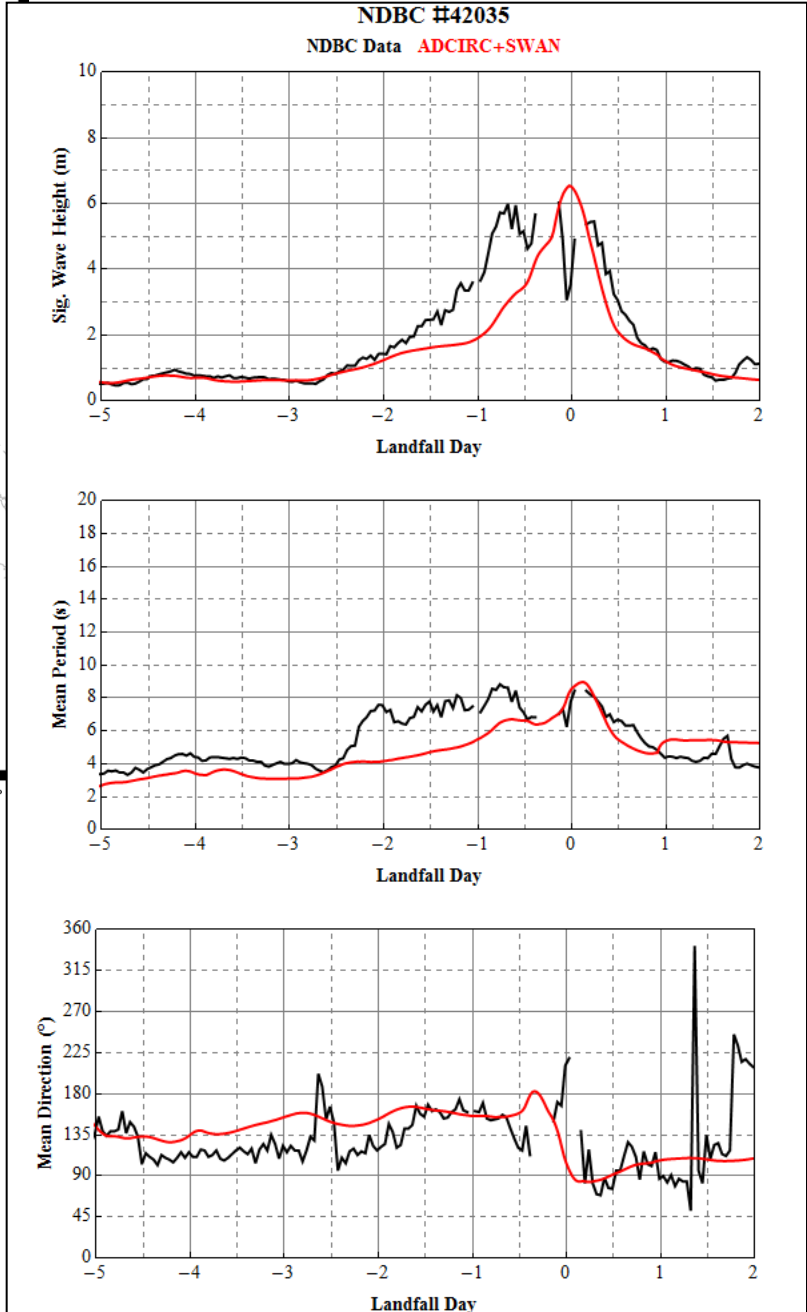 NDBC #42035
NDBC Data ADCIRC+SWAN
Sig. Wave Height (m)
10
8
6
4
2
0
−5 −4 −3 −2 −1 0 1 2
Landfall Day
Mean Period (s)
20
18
16
14
12
10
8
6
4
2
0
−5 −4 −3 −2 −1 0 1 2
Landfall Day
Mean Direction (°)
360
315
270
225
180
135
90
45
0
−5 −4 −3 −2 −1 0 1 2
Landfall Day